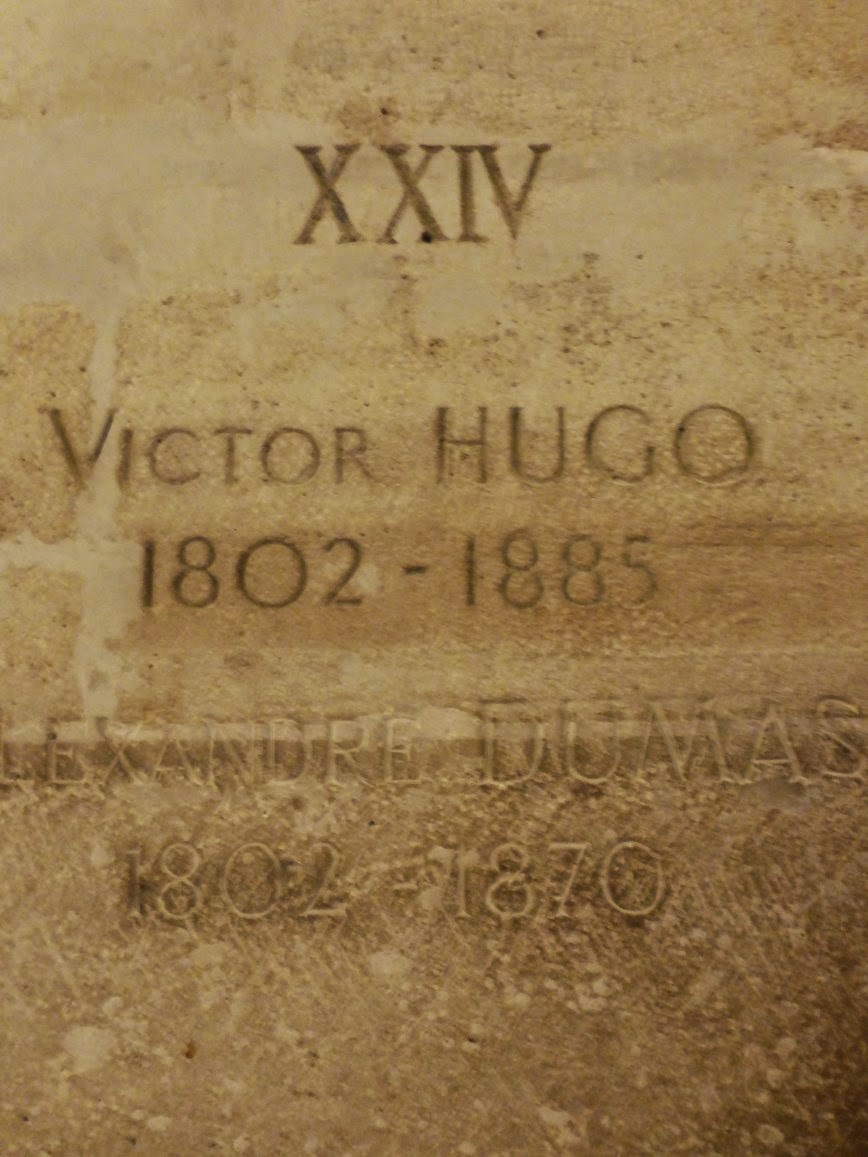 XXIV
VICTOR HUGO
1802 - 1885
LEXANDRE DUMAS
1802 - 1870